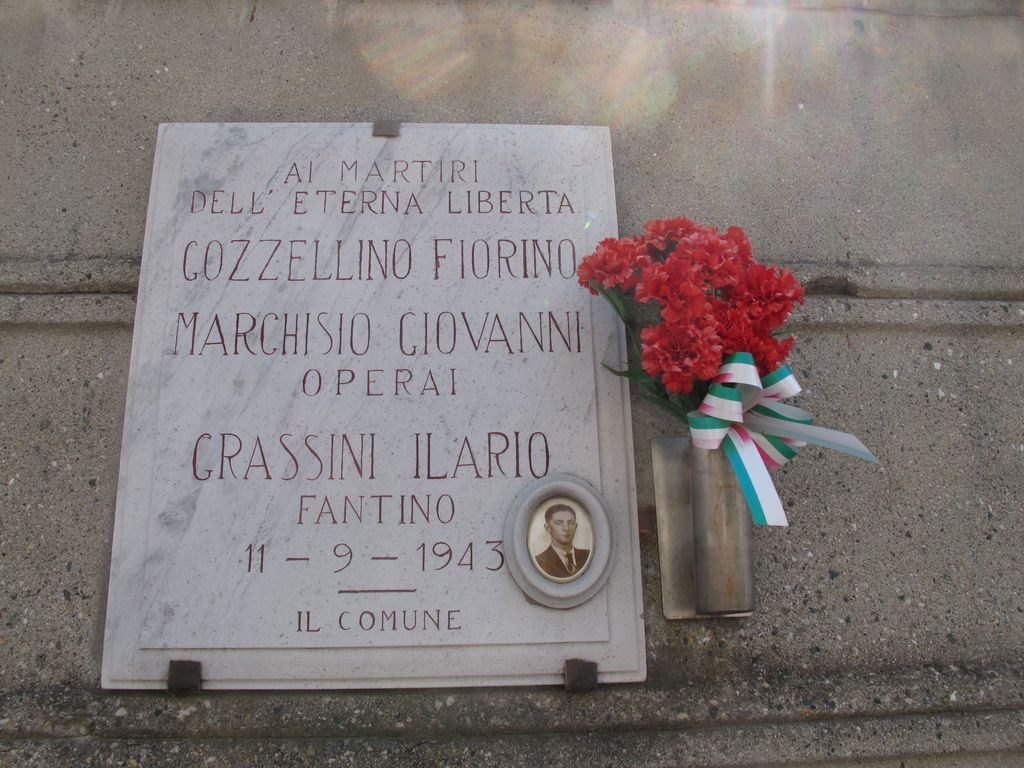 AI MARTIRI
DELL' ETERNA LIBERTA
GOZZELLINO FIORINO
MARCHISIO GIOVANNI
OPERAI
GRASSINI ILARIO
FANTINO
11 – 9 – 1943
IL COMUNE